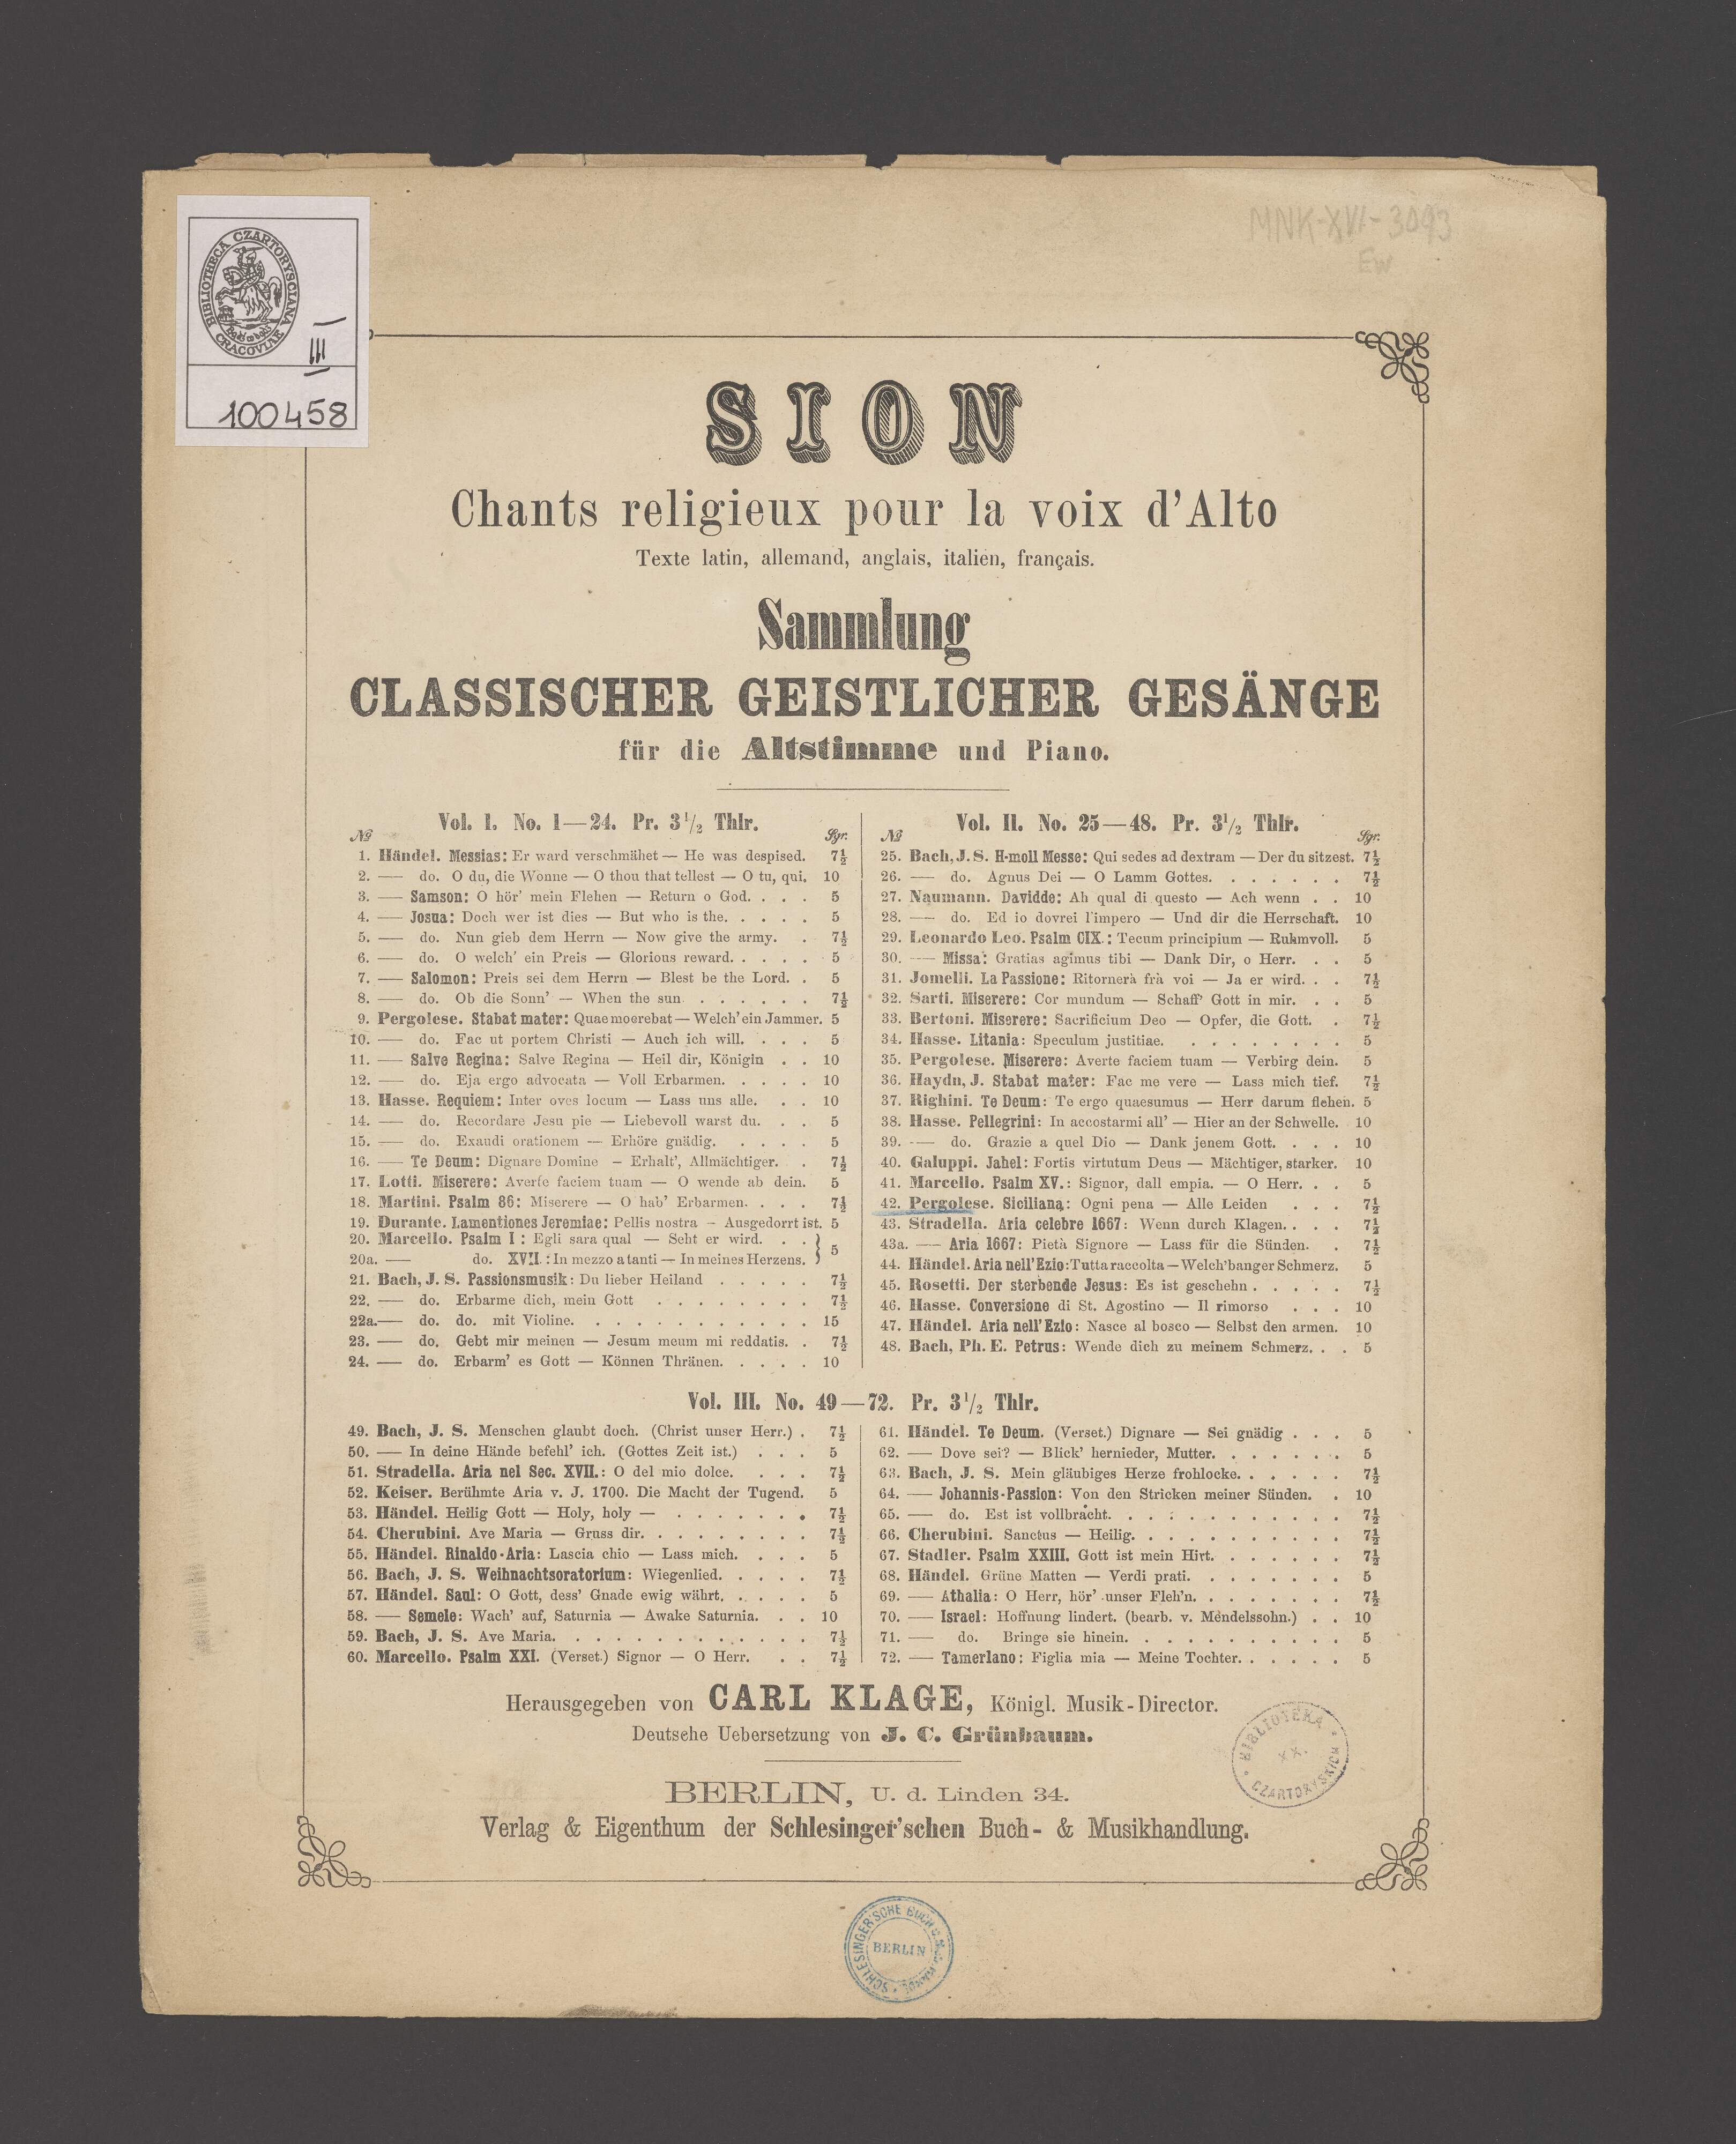 MNK-XVI-3093
Ew
BIBLIOTHECA CZARTORYSCIANA
CRACOVIAE
III
100458
SION
Chants religieux pour la voix d'Alto
Texte latin, allemand, anglais, italien, français.
Sammlung
CLASSISCHER GEISTLICHER GESÄNGE
für die Altstimme und Piano.
Vol. I. No. 1—24. Pr. 3 1/2 Thlr.
No Sgr.
1. Händel. Messias: Er ward verschmähet — He was despised. 7½
2. — do. O du, die Wonne — O thou that tellest — O tu, qui. 10
3. — Samson: O hör' mein Flehen — Return o God. . . . 5
4. — Josua: Doch wer ist dies — But who is the. . . . . 5
5. — do. Nun gieb dem Herrn — Now give the army. . 7½
6. — do. O welch' ein Preis — Glorious reward. . . . . 5
7. — Salomon: Preis sei dem Herrn — Blest be the Lord. . 5
8. — do. Ob die Sonn' — When the sun . . . . . . 7½
9. Pergolese. Stabat mater: Quae moerebat — Welch' ein Jammer. 5
10. — do. Fac ut portem Christi — Auch ich will. . . . 5
11. — Salve Regina: Salve Regina — Heil dir, Königin . . 10
12. — do. Eja ergo advocata — Voll Erbarmen. . . . . 10
13. Hasse. Requiem: Inter oves locum — Lass uns alle. . . 10
14. — do. Recordare Jesu pie — Liebevoll warst du. . . 5
15. — do. Exaudi orationem — Erhöre gnädig. . . . . 5
16. — Te Deum: Dignare Domine – Erhalt', Allmächtiger. . 7½
17. Lotti. Miserere: Averte faciem tuam — O wende ab dein. 5
18. Martini. Psalm 86: Miserere — O hab' Erbarmen. . . . 7½
19. Durante. Lamentiones Jeremiae: Pellis nostra – Ausgedorrt ist. 5
20. Marcello. Psalm I: Egli sara qual — Seht er wird. . . } 5
20a. — do. XVII.: In mezzo a tanti — In meines Herzens.
21. Bach, J. S. Passionsmusik: Du lieber Heiland . . . . . 7½
22. — do. Erbarme dich, mein Gott . . . . . . . . 7½
22a.— do. do. mit Violine. . . . . . . . . . . . 15
23. — do. Gebt mir meinen — Jesum meum mi reddatis. . 7½
24. — do. Erbarm' es Gott — Können Thränen. . . . . 10
Vol. II. No. 25—48. Pr. 3 1/2 Thlr.
No Sgr.
25. Bach, J. S. H-moll Messe: Qui sedes ad dextram — Der du sitzest. 7½
26. — do. Agnus Dei — O Lamm Gottes. . . . . . . 7½
27. Naumann. Davidde: Ah qual di questo — Ach wenn . . 10
28. — do. Ed io dovrei l'impero — Und dir die Herrschaft. 10
29. Leonardo Leo. Psalm CIX.: Tecum principium — Ruhmvoll. 5
30. — Missa: Gratias agimus tibi — Dank Dir, o Herr. . . 5
31. Jomelli. La Passione: Ritornerà frà voi — Ja er wird. . . 7½
32. Sarti. Miserere: Cor mundum — Schaff' Gott in mir. . . 5
33. Bertoni. Miserere: Sacrificium Deo — Opfer, die Gott. . 7½
34. Hasse. Litania: Speculum justitiae. . . . . . . . . 5
35. Pergolese. Miserere: Averte faciem tuam — Verbirg dein. 5
36. Haydn, J. Stabat mater: Fac me vere — Lass mich tief. 7½
37. Righini. Te Deum: Te ergo quaesumus — Herr darum flehen. 5
38. Hasse. Pellegrini: In accostarmi all' — Hier an der Schwelle. 10
39. — do. Grazie a quel Dio — Dank jenem Gott. . . . 10
40. Galuppi. Jahel: Fortis virtutum Deus — Mächtiger, starker. 10
41. Marcello. Psalm XV.: Signor, dall empia. — O Herr. . . 5
42. Pergolese. Siciliana: Ogni pena — Alle Leiden . . . 7½
43. Stradella. Aria celebre 1667: Wenn durch Klagen. . . . 7½
43a. — Aria 1667: Pietà Signore — Lass für die Sünden. . 7½
44. Händel. Aria nell'Ezio: Tutta raccolta — Welch' banger Schmerz. 5
45. Rosetti. Der sterbende Jesus: Es ist geschehn . . . . . 7½
46. Hasse. Conversione di St. Agostino — Il rimorso . . . 10
47. Händel. Aria nell'Ezio: Nasce al bosco — Selbst den armen. 10
48. Bach, Ph. E. Petrus: Wende dich zu meinem Schmerz. . . 5
Vol. III. No. 49—72. Pr. 3 1/2 Thlr.
49. Bach, J. S. Menschen glaubt doch. (Christ unser Herr.) . 7½
50. — In deine Hände befehl' ich. (Gottes Zeit ist.) . . . 5
51. Stradella. Aria nel Sec. XVII.: O del mio dolce. . . . 7½
52. Keiser. Berühmte Aria v. J. 1700. Die Macht der Tugend. 5
53. Händel. Heilig Gott — Holy, holy — . . . . . . . 7½
54. Cherubini. Ave Maria — Gruss dir. . . . . . . . . 7½
55. Händel. Rinaldo-Aria: Lascia chio — Lass mich. . . . 5
56. Bach, J. S. Weihnachtsoratorium: Wiegenlied. . . . . 7½
57. Händel. Saul: O Gott, dess' Gnade ewig währt. . . . . 5
58. — Semele: Wach' auf, Saturnia — Awake Saturnia. . . 10
59. Bach, J. S. Ave Maria. . . . . . . . . . . . . 7½
60. Marcello. Psalm XXI. (Verset.) Signor — O Herr. . . 7½
61. Händel. Te Deum. (Verset.) Dignare — Sei gnädig . . . 5
62. — Dove sei? — Blick' hernieder, Mutter. . . . . . . 5
63. Bach, J. S. Mein gläubiges Herze frohlocke. . . . . . 7½
64. — Johannis-Passion: Von den Stricken meiner Sünden. . 10
65. — do. Est ist vollbracht. . . . . . . . . . . . 7½
66. Cherubini. Sanctus — Heilig. . . . . . . . . . . 7½
67. Stadler. Psalm XXIII. Gott ist mein Hirt. . . . . . . 7½
68. Händel. Grüne Matten — Verdi prati. . . . . . . . 5
69. — Athalia: O Herr, hör' unser Fleh'n. . . . . . . . 7½
70. — Israel: Hoffnung lindert. (bearb. v. Mendelssohn.) . . 10
71. — do. Bringe sie hinein. . . . . . . . . . . 5
72. — Tamerlano: Figlia mia — Meine Tochter. . . . . . 5
Herausgegeben von CARL KLAGE, Königl. Musik-Director.
Deutsche Uebersetzung von J. C. Grünbaum.
BIBLIOTEKA
XX.
CZARTORYSKICH
BERLIN, U. d. Linden 34.
Verlag & Eigenthum der Schlesinger'schen Buch- & Musikhandlung.
SCHLESINGER'SCHE BUCH
BERLIN